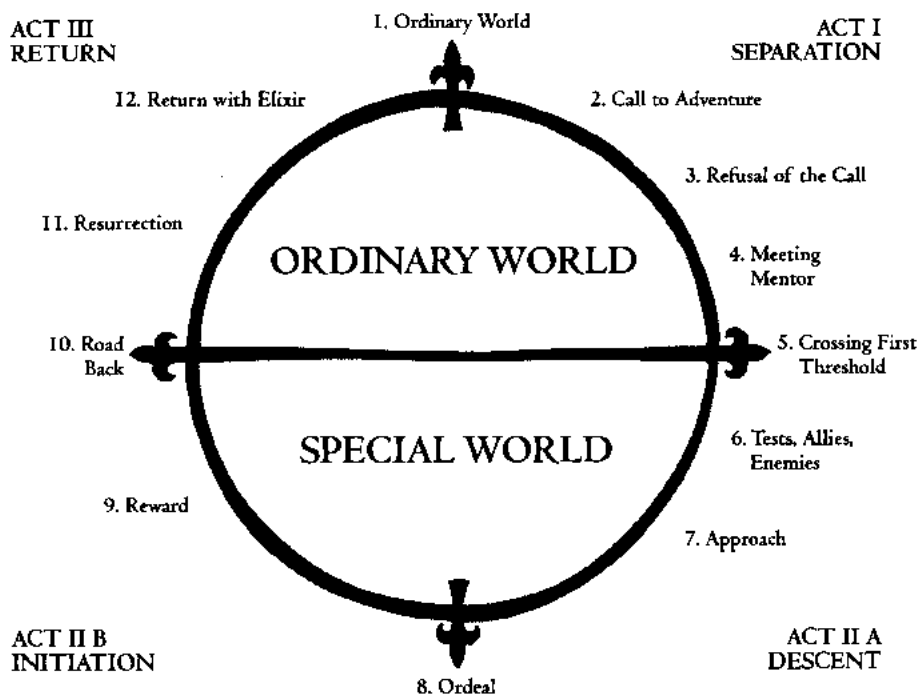 ACT III
RETURN
1. Ordinary World
ACT I
SEPARATION
12. Return with Elixir
2. Call to Adventure
3. Refusal of the Call
11. Resurrection
ORDINARY WORLD
4. Meeting
Mentor
10. Road
Back
5. Crossing First
Threshold
SPECIAL WORLD
6. Tests, Allies,
Enemies
9. Reward
7. Approach
ACT II B
INITIATION
ACT II A
DESCENT
8. Ordeal